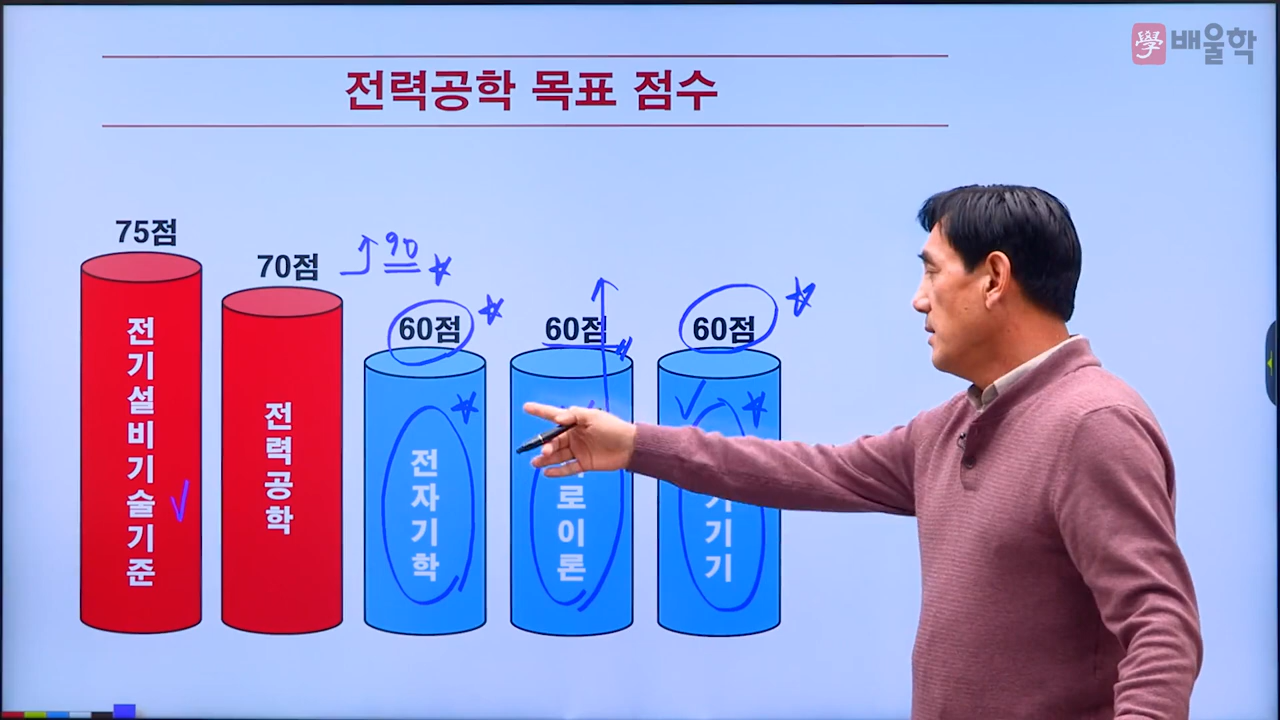 學 배울학
전력공학 목표 점수
75점
70점
90
60점
60점
60점
전기설비기술기준
전력공학
전자기학
로이론
기기